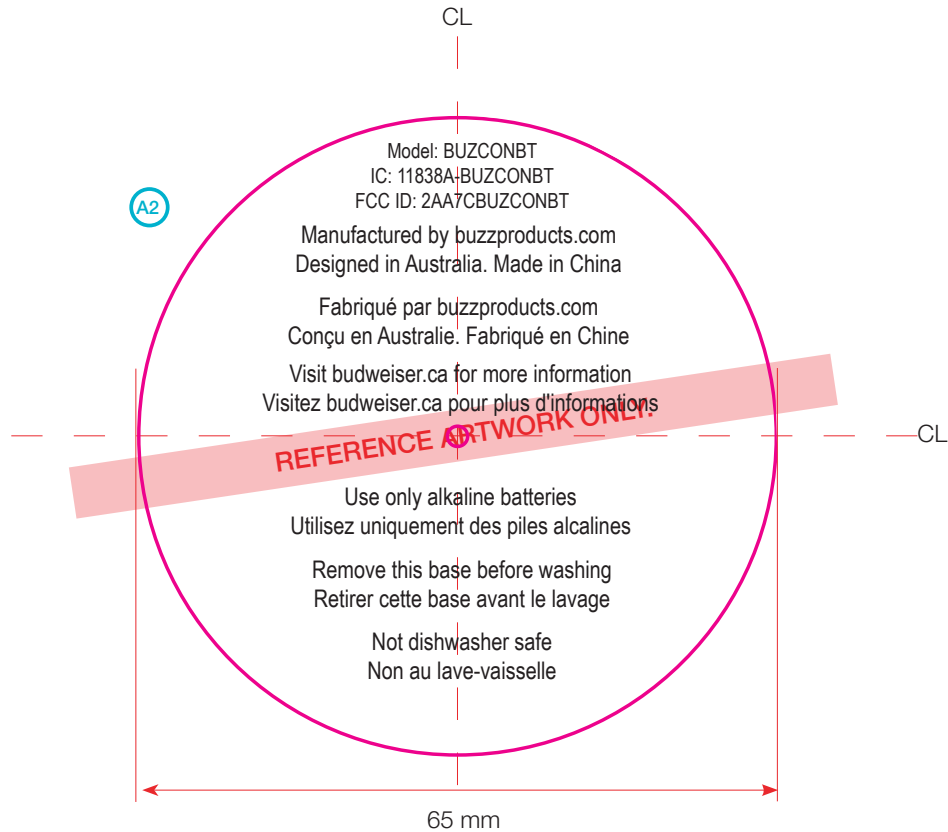 CL
Model: BUZCONBT
IC: 11838A-BUZCONBT
FCC ID: 2AA7CBUZCONBT
A2
Manufactured by buzzproducts.com
Designed in Australia. Made in China
Fabriqué par buzzproducts.com
Conçu en Australie. Fabriqué en Chine
Visit budweiser.ca for more information
Visitez budweiser.ca pour plus d'informations
REFERENCE ARTWORK ONLY.
CL
Use only alkaline batteries
Utilisez uniquement des piles alcalines
Remove this base before washing
Retirer cette base avant le lavage
Not dishwasher safe
Non au lave-vaisselle
65 mm